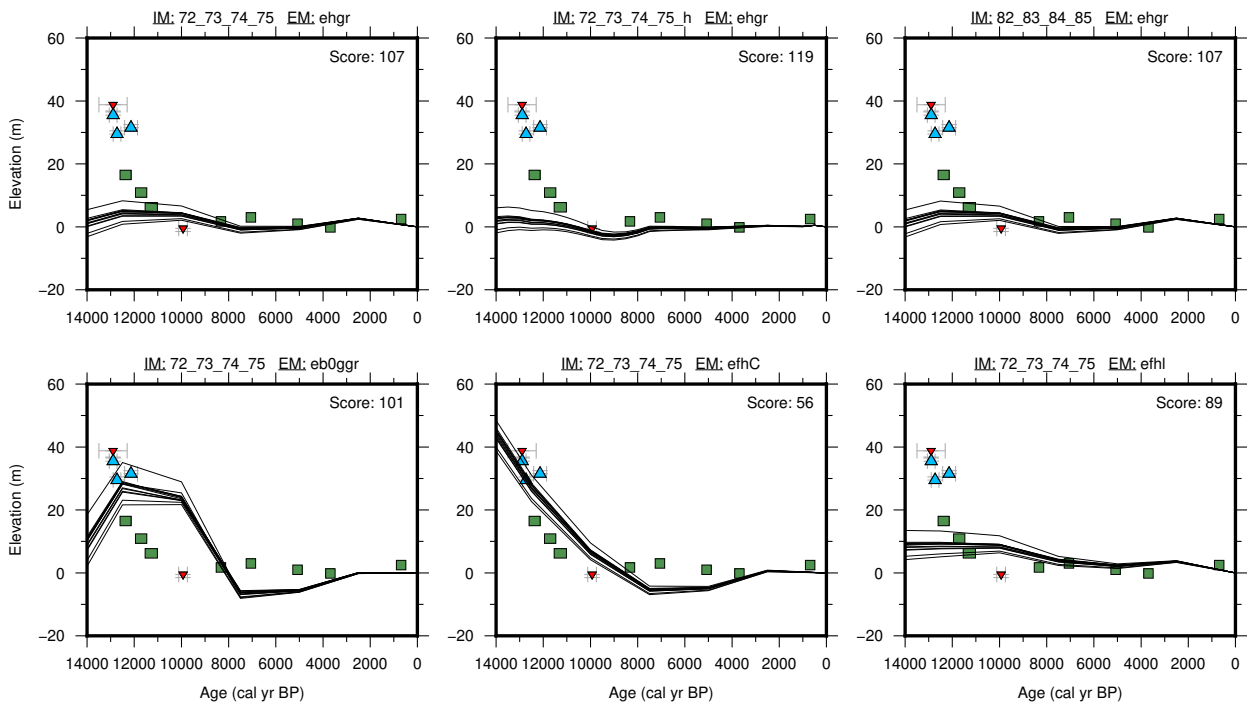 IM: 72_73_74_75 EM: ehgr
IM: 72_73_74_75_h EM: ehgr
IM: 82_83_84_85 EM: ehgr
Score: 107
Score: 119
Score: 107
60
40
20
0
−20
Elevation (m)
60
40
20
0
−20
60
40
20
0
−20
14000 12000 10000 8000 6000 4000 2000 0
14000 12000 10000 8000 6000 4000 2000 0
14000 12000 10000 8000 6000 4000 2000 0
IM: 72_73_74_75 EM: eb0ggr
IM: 72_73_74_75 EM: efhC
IM: 72_73_74_75 EM: efhl
Score: 101
Score: 56
Score: 89
60
40
20
0
−20
Elevation (m)
60
40
20
0
−20
60
40
20
0
−20
14000 12000 10000 8000 6000 4000 2000 0
14000 12000 10000 8000 6000 4000 2000 0
14000 12000 10000 8000 6000 4000 2000 0
Age (cal yr BP)
Age (cal yr BP)
Age (cal yr BP)